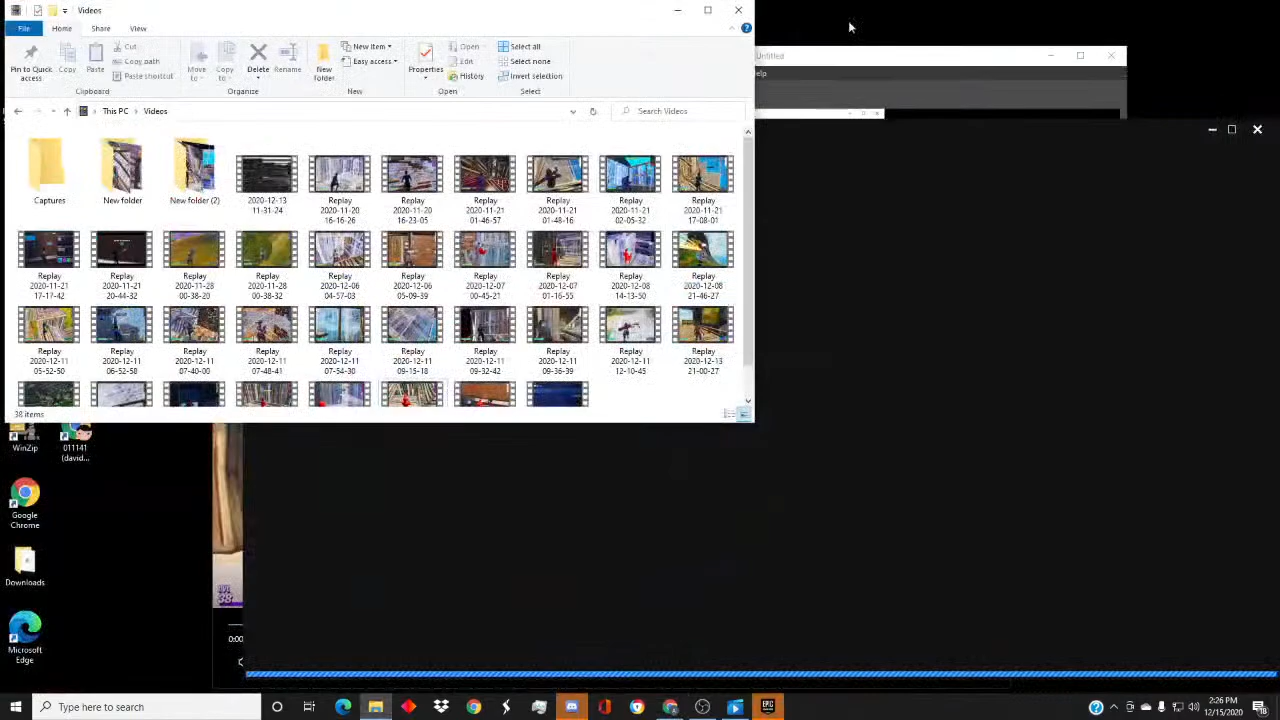 Videos
Untitled
File
Home
Share
View
Help
Pin to Quick
access
Copy
Paste
Cut
Copy path
Paste shortcut
Move
to
Copy
to
Delete
Rename
New
Folder
New item
Easy access
Properties
Open
Edit
History
Select all
Select none
Invert selection
Clipboard
Organize
New
Open
Select
This PC
Videos
Search Videos
Captures
New folder
New folder (2)
2020-12-13
11-31-24
Replay
2020-11-20
16-16-26
Replay
2020-11-20
16-23-05
Replay
2020-11-21
01-46-57
Replay
2020-11-21
01-48-16
Replay
2020-11-21
02-05-32
Replay
2020-11-21
17-08-01
Replay
2020-11-21
17-17-42
Replay
2020-11-21
20-44-32
Replay
2020-11-28
00-38-20
Replay
2020-11-28
00-38-32
Replay
2020-12-06
04-57-03
Replay
2020-12-06
05-09-39
Replay
2020-12-07
00-45-21
Replay
2020-12-07
01-16-55
Replay
2020-12-08
14-13-50
Replay
2020-12-08
21-46-27
Replay
2020-12-11
05-52-50
Replay
2020-12-11
06-52-58
Replay
2020-12-11
07-40-00
Replay
2020-12-11
07-48-41
Replay
2020-12-11
07-54-30
Replay
2020-12-11
09-15-18
Replay
2020-12-11
09-32-42
Replay
2020-12-11
09-36-39
Replay
2020-12-11
12-10-45
Replay
2020-12-13
21-00-27
38 items
WinZip
011141
(david...
Google
Chrome
Downloads
Microsoft
Edge
38
0:00
Type here to search
EPIC
2:26 PM
12/15/2020